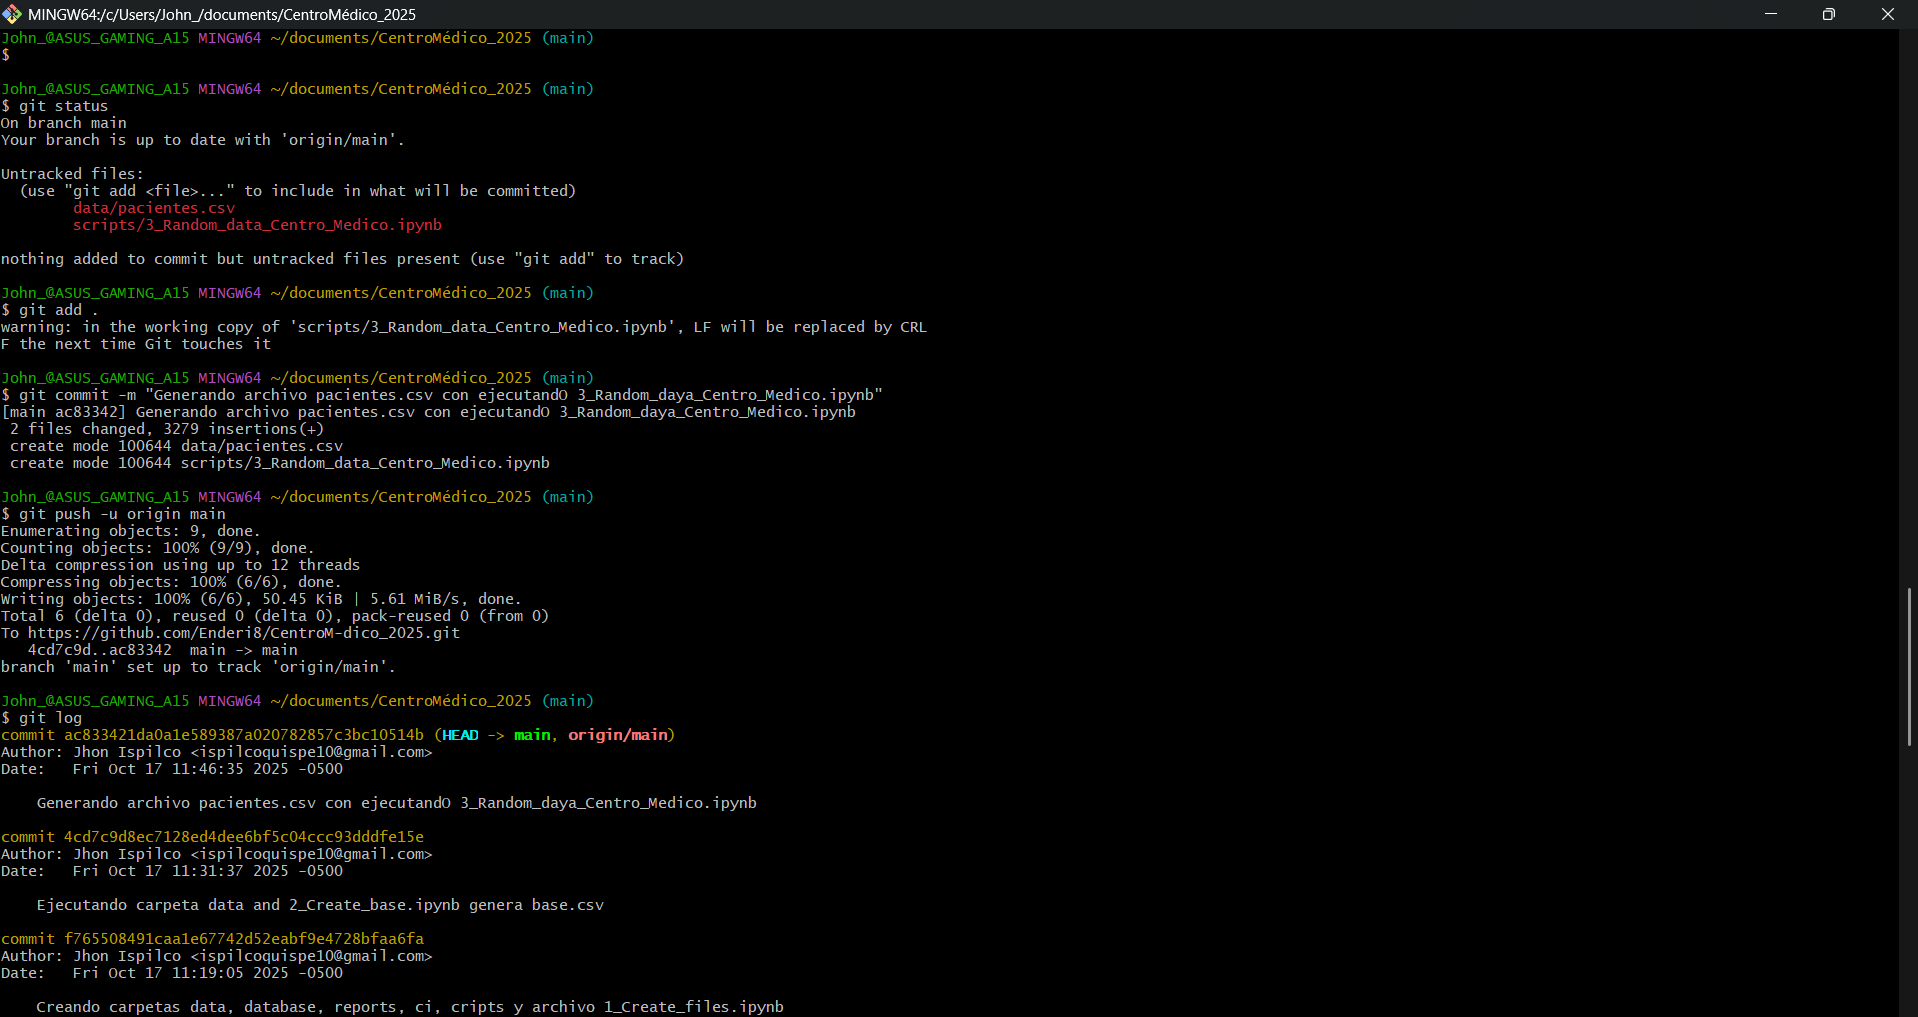 MINGW64:/c/Users/John_/documents/CentroMédico_2025
John_@ASUS_GAMING_A15 MINGW64 ~/documents/CentroMédico_2025 (main)
$
John_@ASUS_GAMING_A15 MINGW64 ~/documents/CentroMédico_2025 (main)
$ git status
On branch main
Your branch is up to date with 'origin/main'.
Untracked files:
  (use "git add <file>..." to include in what will be committed)
        data/pacientes.csv
        scripts/3_Random_data_Centro_Medico.ipynb
nothing added to commit but untracked files present (use "git add" to track)
John_@ASUS_GAMING_A15 MINGW64 ~/documents/CentroMédico_2025 (main)
$ git add .
warning: in the working copy of 'scripts/3_Random_data_Centro_Medico.ipynb', LF will be replaced by CRL
F the next time Git touches it
John_@ASUS_GAMING_A15 MINGW64 ~/documents/CentroMédico_2025 (main)
$ git commit -m "Generando archivo pacientes.csv con ejecutandO 3_Random_daya_Centro_Medico.ipynb"
[main ac83342] Generando archivo pacientes.csv con ejecutandO 3_Random_daya_Centro_Medico.ipynb
 2 files changed, 3279 insertions(+)
 create mode 100644 data/pacientes.csv
 create mode 100644 scripts/3_Random_data_Centro_Medico.ipynb
John_@ASUS_GAMING_A15 MINGW64 ~/documents/CentroMédico_2025 (main)
$ git push -u origin main
Enumerating objects: 9, done.
Counting objects: 100% (9/9), done.
Delta compression using up to 12 threads
Compressing objects: 100% (6/6), done.
Writing objects: 100% (6/6), 50.45 KiB | 5.61 MiB/s, done.
Total 6 (delta 0), reused 0 (delta 0), pack-reused 0 (from 0)
To https://github.com/Enderi8/CentroM-dico_2025.git
   4cd7c9d..ac83342  main -> main
branch 'main' set up to track 'origin/main'.
John_@ASUS_GAMING_A15 MINGW64 ~/documents/CentroMédico_2025 (main)
$ git log
commit ac833421da0a1e589387a020782857c3bc10514b (HEAD -> main, origin/main)
Author: Jhon Ispilco <ispilcoquispe10@gmail.com>
Date:   Fri Oct 17 11:46:35 2025 -0500
    Generando archivo pacientes.csv con ejecutandO 3_Random_daya_Centro_Medico.ipynb
commit 4cd7c9d8ec7128ed4dee6bf5c04ccc93dddfe15e
Author: Jhon Ispilco <ispilcoquispe10@gmail.com>
Date:   Fri Oct 17 11:31:37 2025 -0500
    Ejecutando carpeta data and 2_Create_base.ipynb genera base.csv
commit f765508491caa1e67742d52eabf9e4728bfaa6fa
Author: Jhon Ispilco <ispilcoquispe10@gmail.com>
Date:   Fri Oct 17 11:19:05 2025 -0500
    Creando carpetas data, database, reports, ci, cripts y archivo 1_Create_files.ipynb